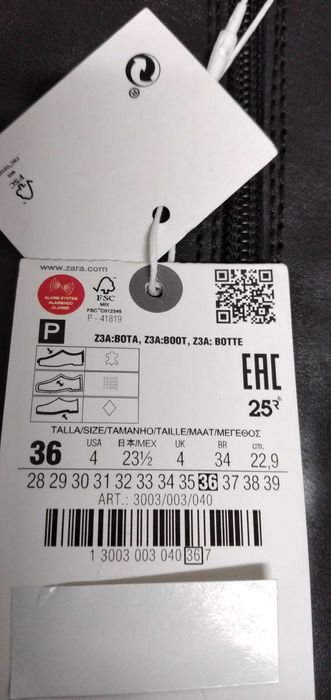 ®
FSC
MIX
www.zara.com
ALARM SYSTEM
ALARMADO
ALARME
FSC
MIX
FSC™ C012345
P - 41819
P
Z3A:BOTA, Z3A:BOOT, Z3A: BOTTE
EAC
25
TALLA/SIZE/TAMANHO/TAILLE/MAAT/ΜΕΓΕΘΟΣ
USA 日本/MEX UK BR cm.
36 4 23½ 4 34 22,9
28 29 30 31 32 33 34 35 36 37 38 39
ART.: 3003/003/040
1 3003 003 040 36 7